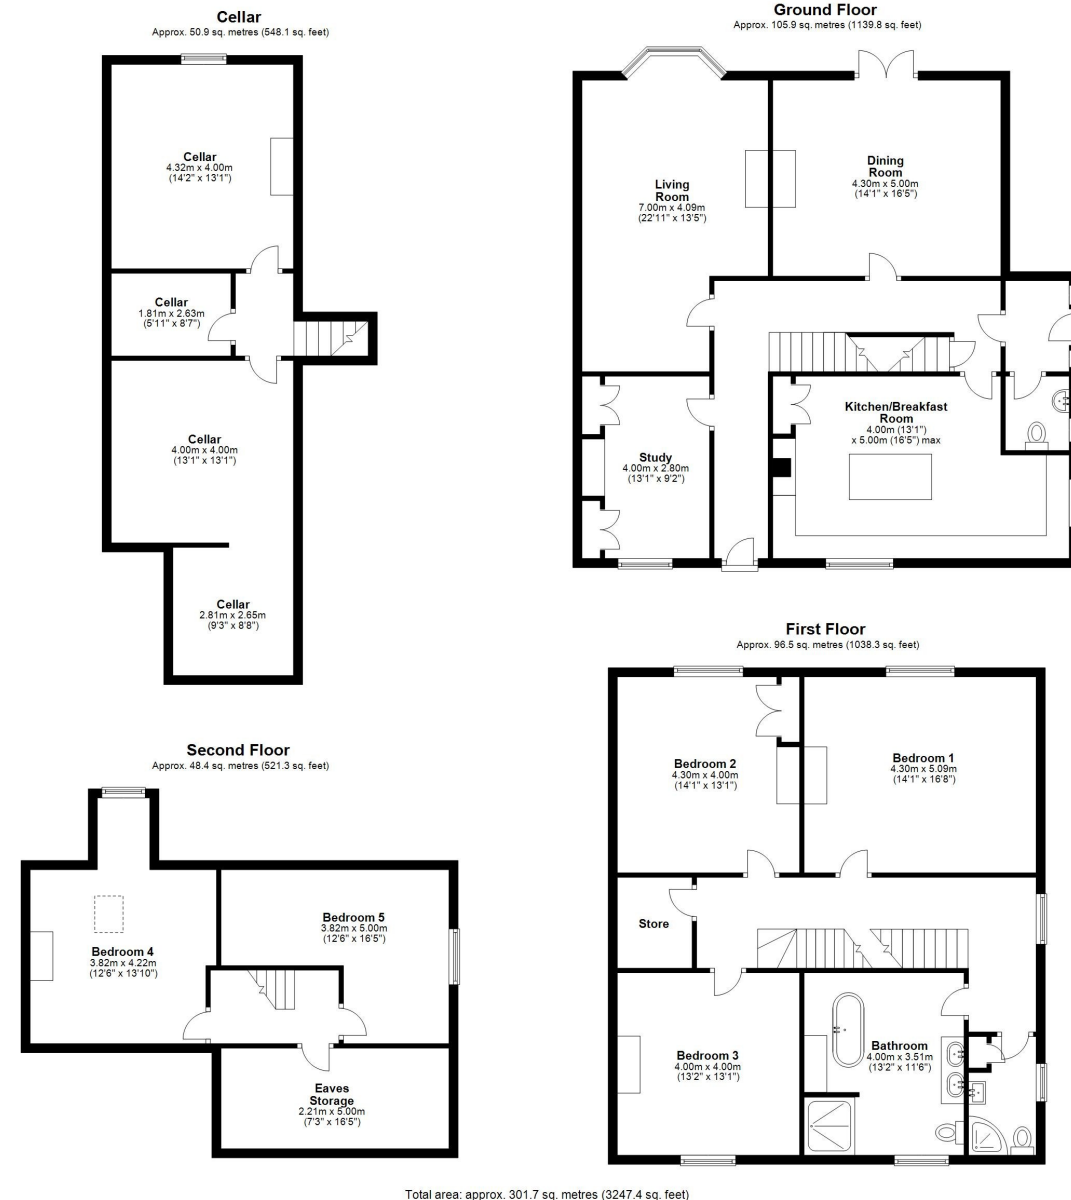 Cellar
Approx. 50.9 sq. metres (548.1 sq. feet)
Cellar
4.32m x 4.00m
(14'2" x 13'1")
Cellar
1.81m x 2.63m
(5'11" x 8'7")
Cellar
4.00m x 4.00m
(13'1" x 13'1")
Cellar
2.81m x 2.65m
(9'3" x 8'8")
Ground Floor
Approx. 105.9 sq. metres (1139.8 sq. feet)
Living
Room
7.00m x 4.09m
(22'11" x 13'5")
Dining
Room
4.30m x 5.00m
(14'1" x 16'5")
Study
4.00m x 2.80m
(13'1" x 9'2")
Kitchen/Breakfast
Room
4.00m (13'1")
x 5.00m (16'5") max
Second Floor
Approx. 48.4 sq. metres (521.3 sq. feet)
Bedroom 4
3.82m x 4.22m
(12'6" x 13'10")
Bedroom 5
3.82m x 5.00m
(12'6" x 16'5")
Eaves
Storage
2.21m x 5.00m
(7'3" x 16'5")
First Floor
Approx. 96.5 sq. metres (1038.3 sq. feet)
Bedroom 2
4.30m x 4.00m
(14'1" x 13'1")
Bedroom 1
4.30m x 5.09m
(14'1" x 16'8")
Store
Bedroom 3
4.00m x 4.00m
(13'2" x 13'1")
Bathroom
4.00m x 3.51m
(13'2" x 11'6")
Total area: approx. 301.7 sq. metres (3247.4 sq. feet)